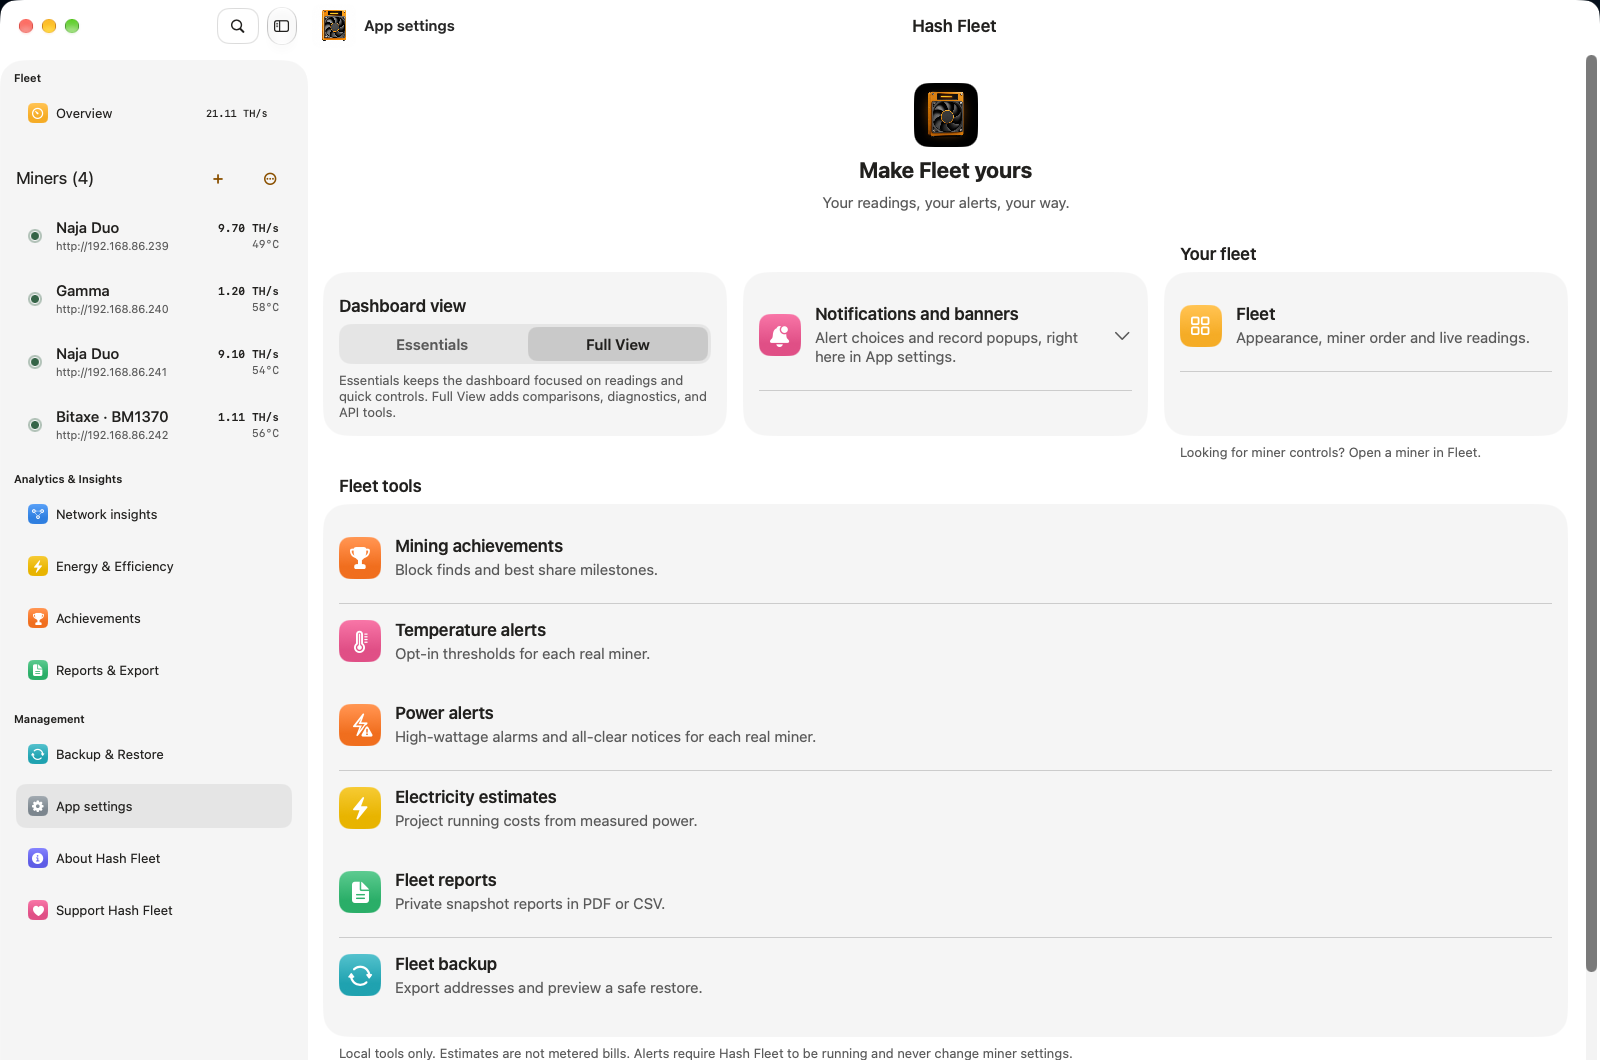 App settings
Hash Fleet
Fleet
Overview
21.11 TH/s
Miners (4)
Naja Duo
9.70 TH/s
http://192.168.86.239
49°C
Gamma
1.20 TH/s
http://192.168.86.240
58°C
Naja Duo
9.10 TH/s
http://192.168.86.241
54°C
Bitaxe · BM1370
1.11 TH/s
http://192.168.86.242
56°C
Analytics & Insights
Network insights
Energy & Efficiency
Achievements
Reports & Export
Management
Backup & Restore
App settings
About Hash Fleet
Support Hash Fleet
Make Fleet yours
Your readings, your alerts, your way.
Dashboard view
Essentials
Full View
Essentials keeps the dashboard focused on readings and
quick controls. Full View adds comparisons, diagnostics, and
API tools.
Notifications and banners
Alert choices and record popups, right
here in App settings.
Your fleet
Fleet
Appearance, miner order and live readings.
Looking for miner controls? Open a miner in Fleet.
Fleet tools
Mining achievements
Block finds and best share milestones.
Temperature alerts
Opt-in thresholds for each real miner.
Power alerts
High-wattage alarms and all-clear notices for each real miner.
Electricity estimates
Project running costs from measured power.
Fleet reports
Private snapshot reports in PDF or CSV.
Fleet backup
Export addresses and preview a safe restore.
Local tools only. Estimates are not metered bills. Alerts require Hash Fleet to be running and never change miner settings.